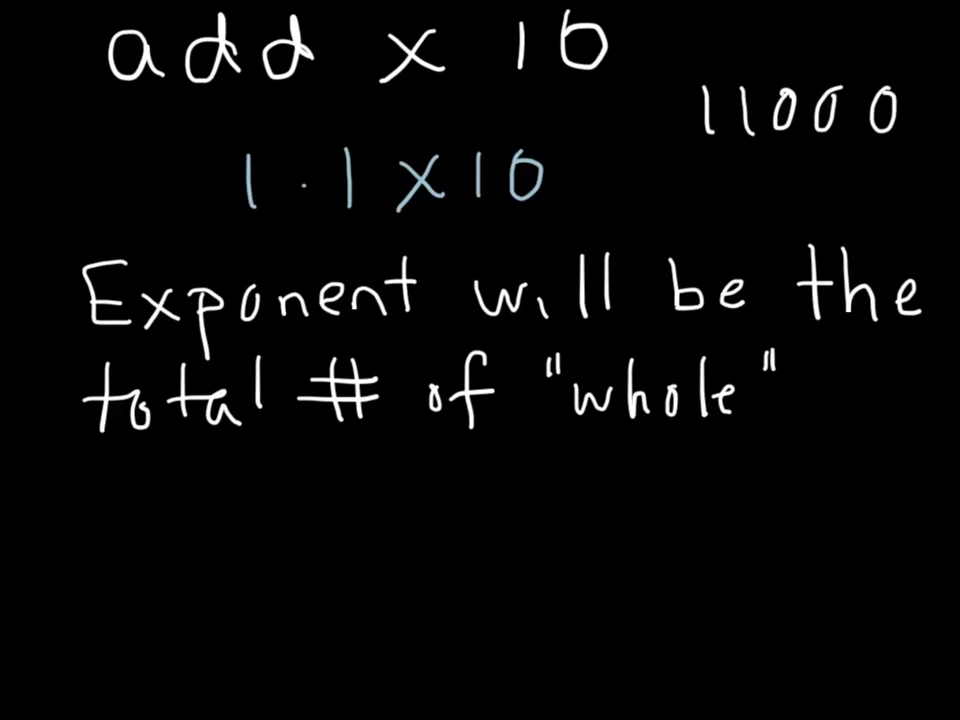 add x 10
11000
1.1 x 10
Exponent will be the
total # of "whole"